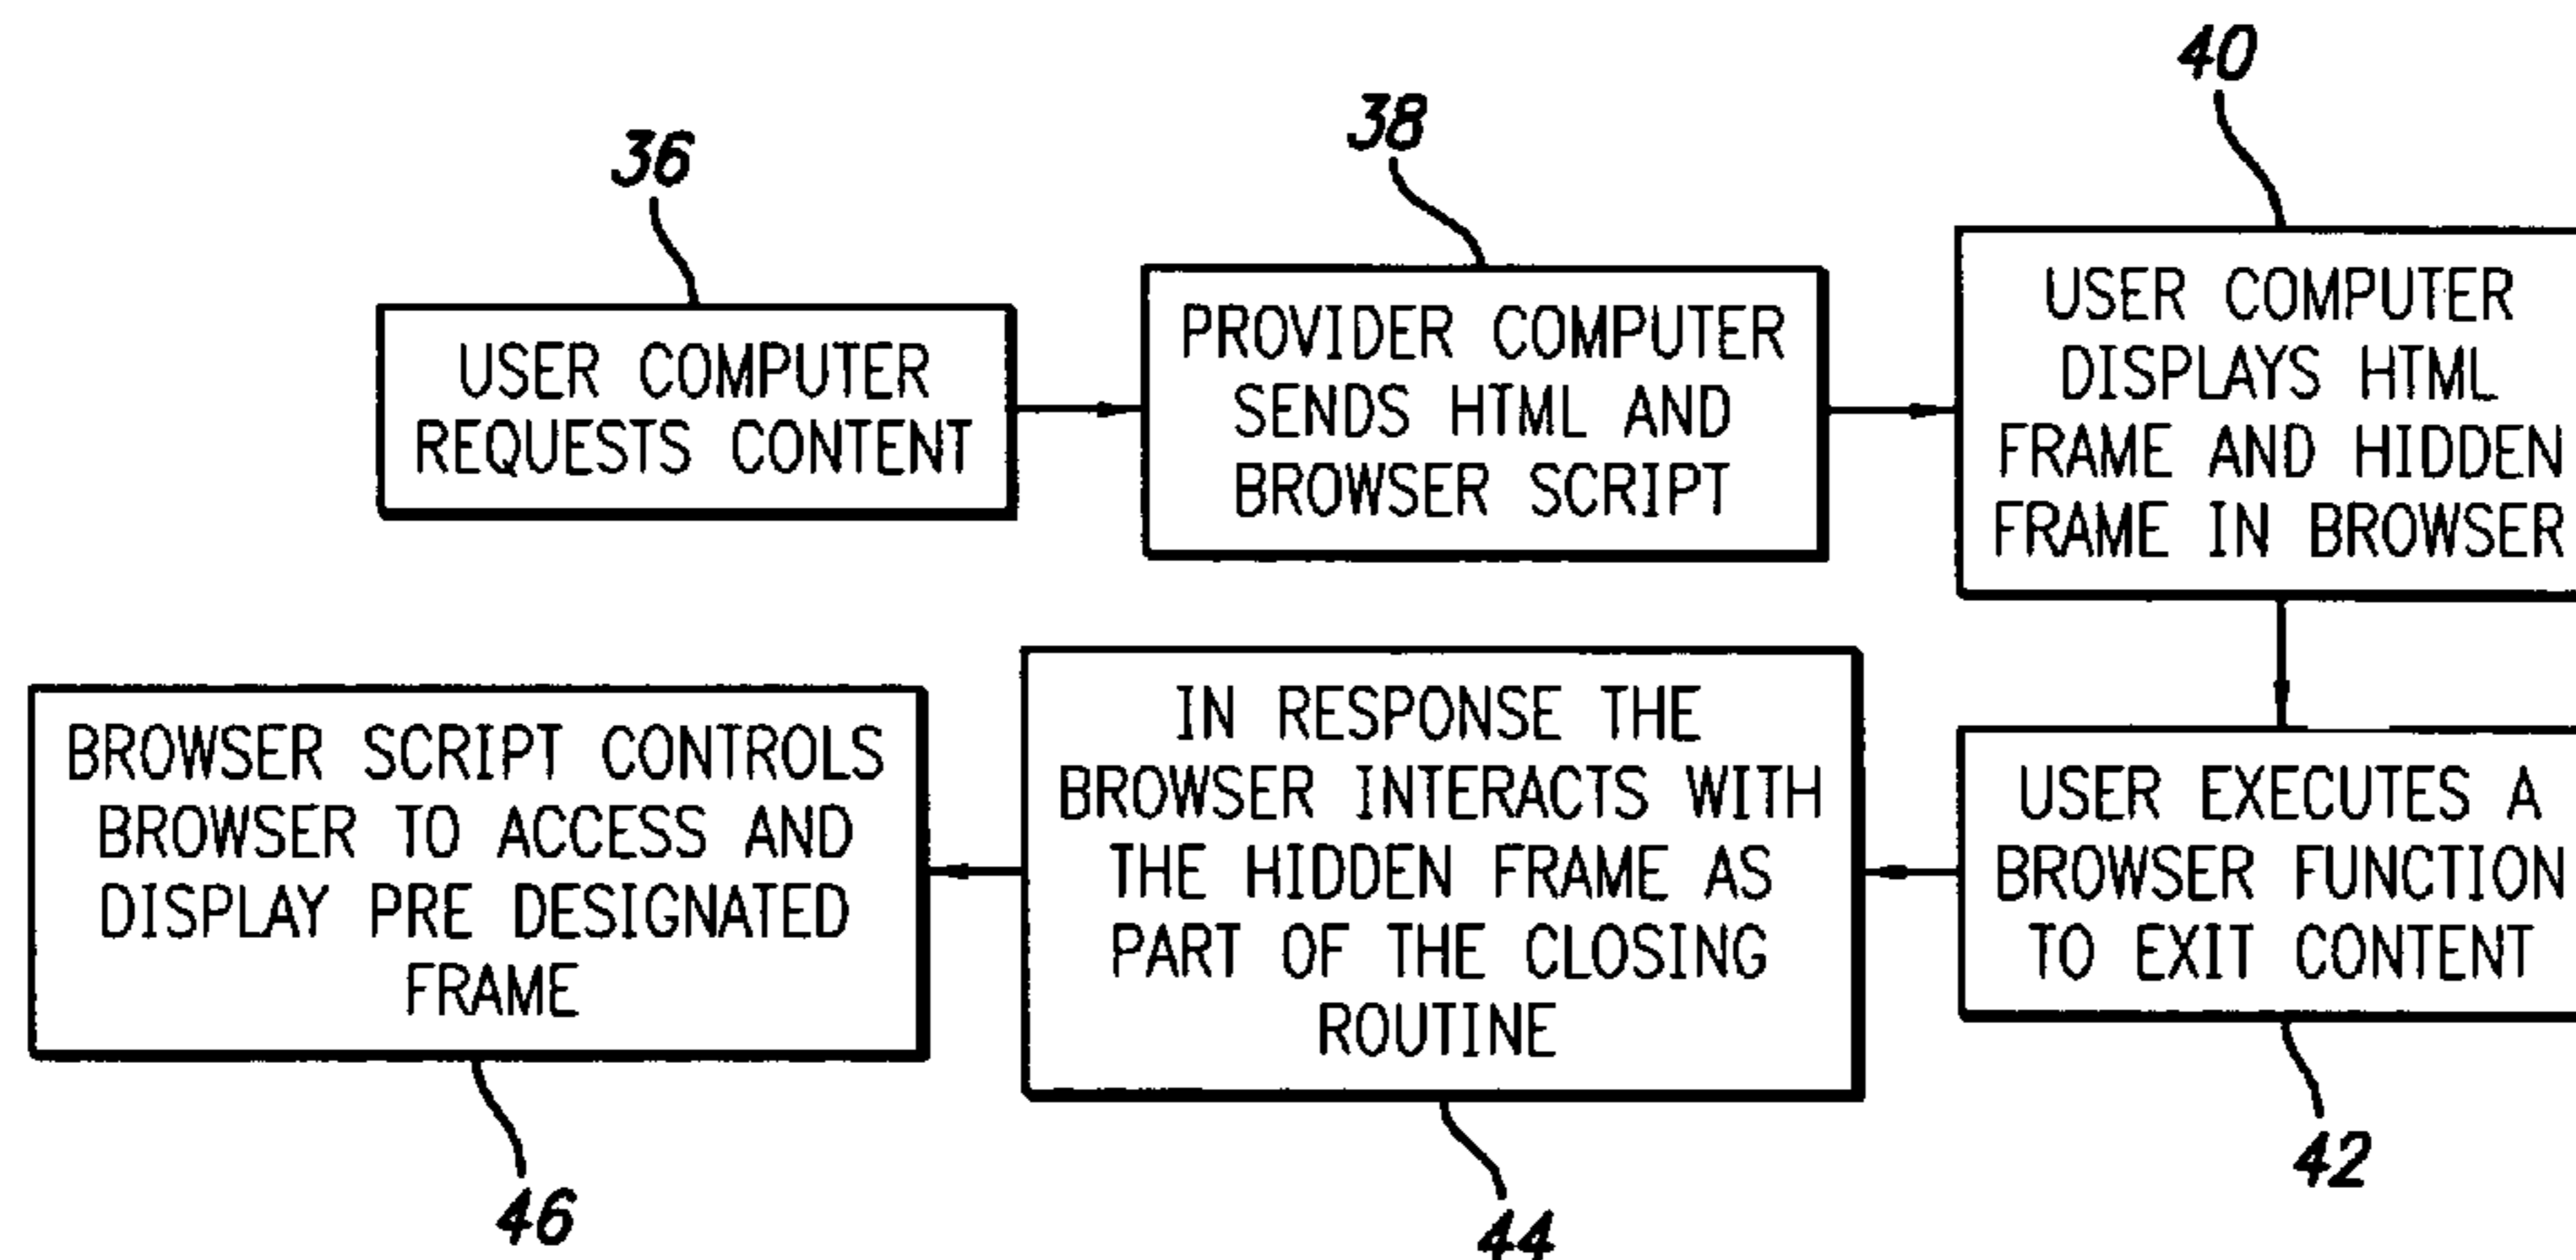 36
USER COMPUTER
REQUESTS CONTENT
38
PROVIDER COMPUTER
SENDS HTML AND
BROWSER SCRIPT
40
USER COMPUTER
DISPLAYS HTML
FRAME AND HIDDEN
FRAME IN BROWSER
USER EXECUTES A
BROWSER FUNCTION
TO EXIT CONTENT
42
IN RESPONSE THE
BROWSER INTERACTS WITH
THE HIDDEN FRAME AS
PART OF THE CLOSING
ROUTINE
44
BROWSER SCRIPT CONTROLS
BROWSER TO ACCESS AND
DISPLAY PRE DESIGNATED
FRAME
46